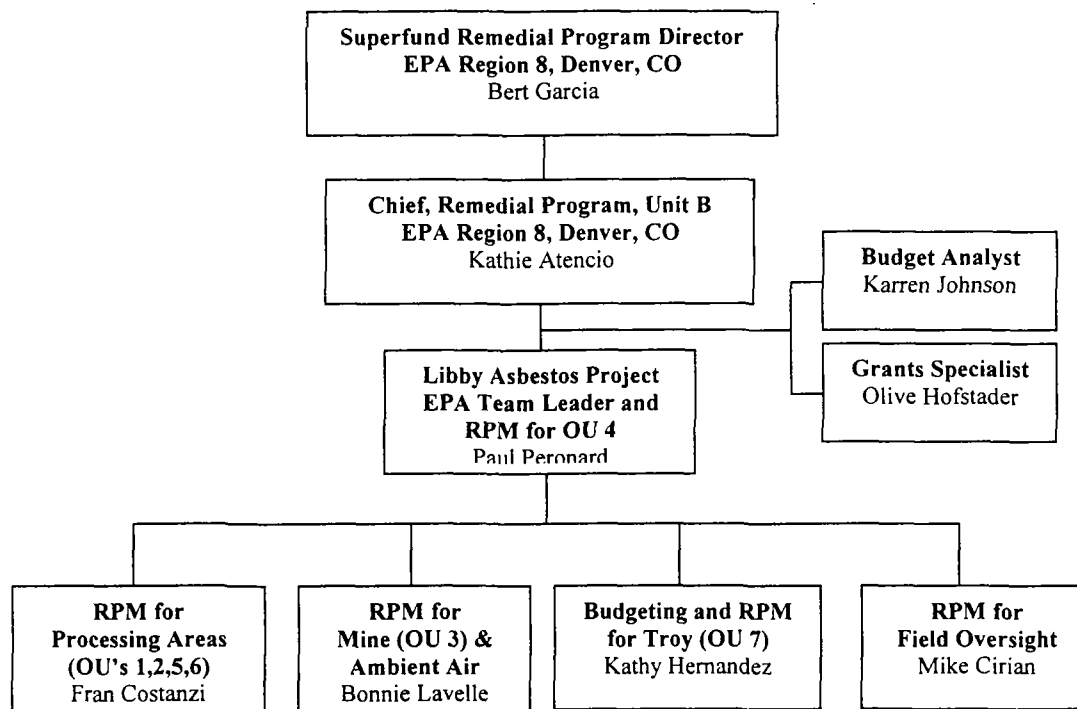 Superfund Remedial Program Director
EPA Region 8, Denver, CO
Bert Garcia
Chief, Remedial Program, Unit B
EPA Region 8, Denver, CO
Kathie Atencio
Budget Analyst
Karren Johnson
Grants Specialist
Olive Hofstader
Libby Asbestos Project
EPA Team Leader and
RPM for OU 4
Paul Peronard
RPM for
Processing Areas
(OU's 1,2,5,6)
Fran Costanzi
RPM for
Mine (OU 3) &
Ambient Air
Bonnie Lavelle
Budgeting and RPM
for Troy (OU 7)
Kathy Hernandez
RPM for
Field Oversight
Mike Cirian